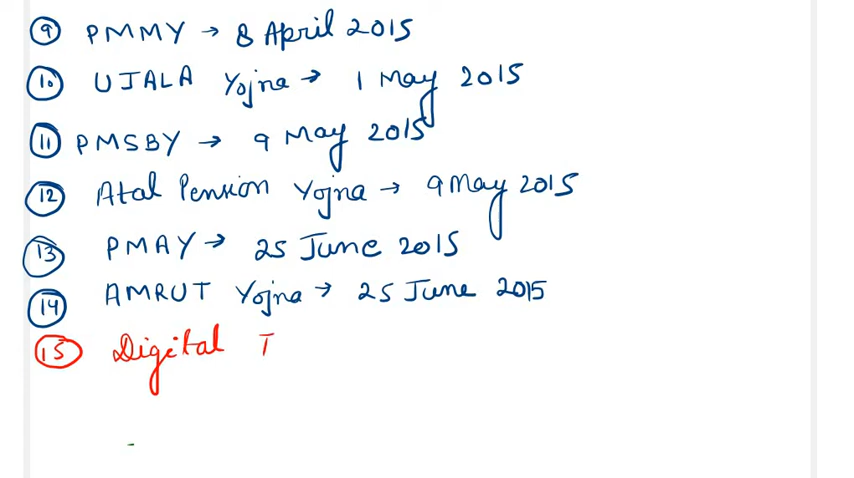 9 PMMY → 8 April 2015
10 UJALA Yojna → 1 May 2015
11 PMSBY → 9 May 2015
12 Atal Pension Yojna → 9 May 2015
13 PMAY → 25 June 2015
14 AMRUT Yojna → 25 June 2015
15 Digital I